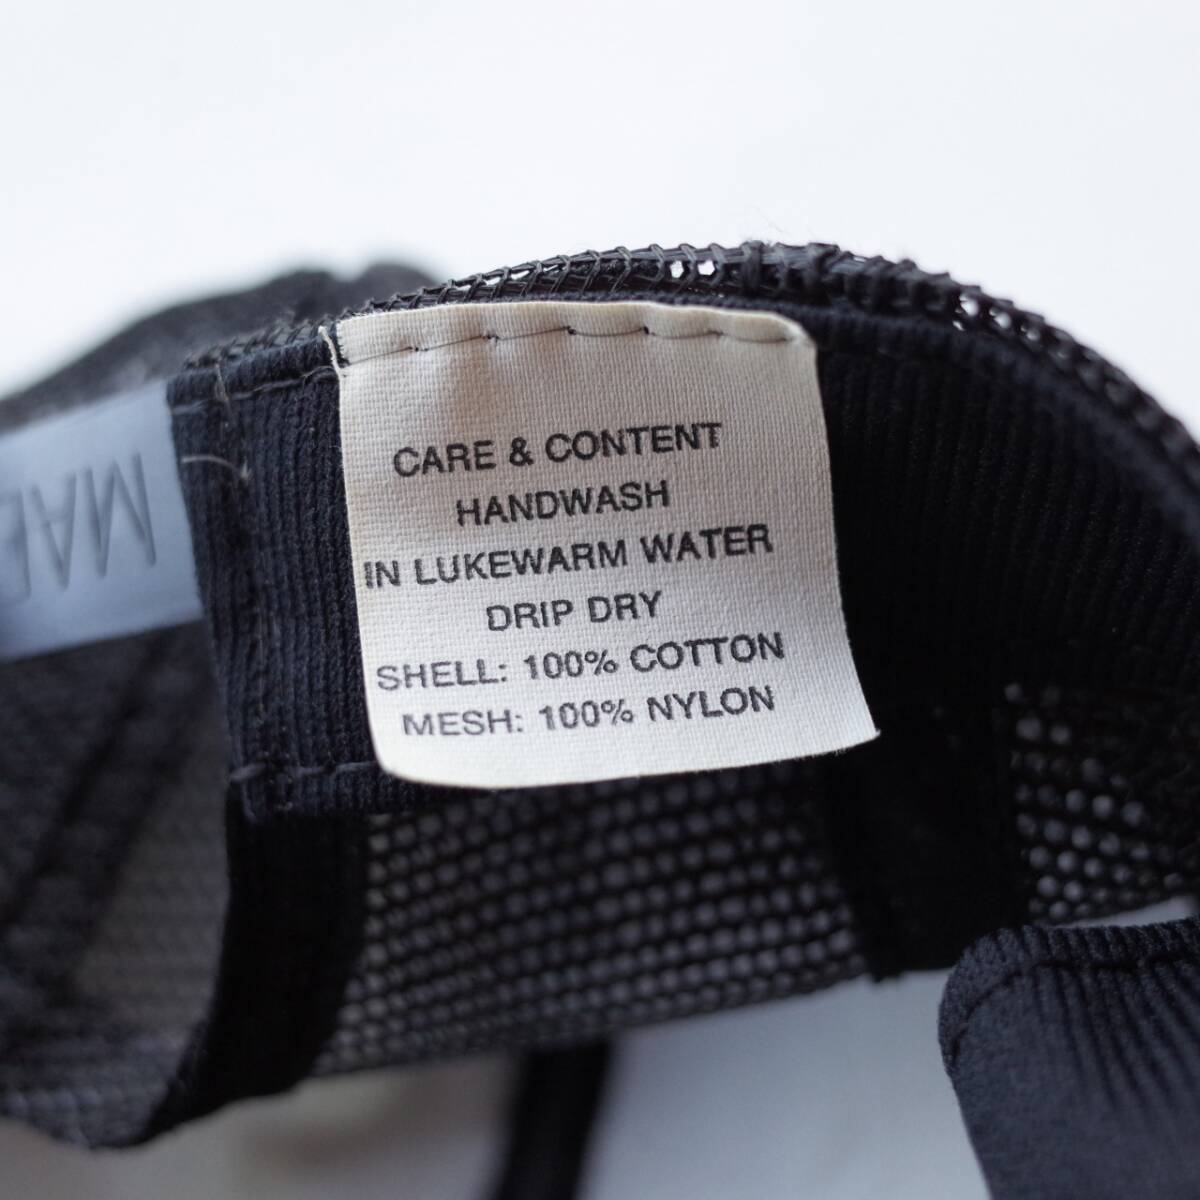 CARE & CONTENT
HANDWASH
IN LUKEWARM WATER
DRIP DRY
SHELL: 100% COTTON
MESH: 100% NYLON